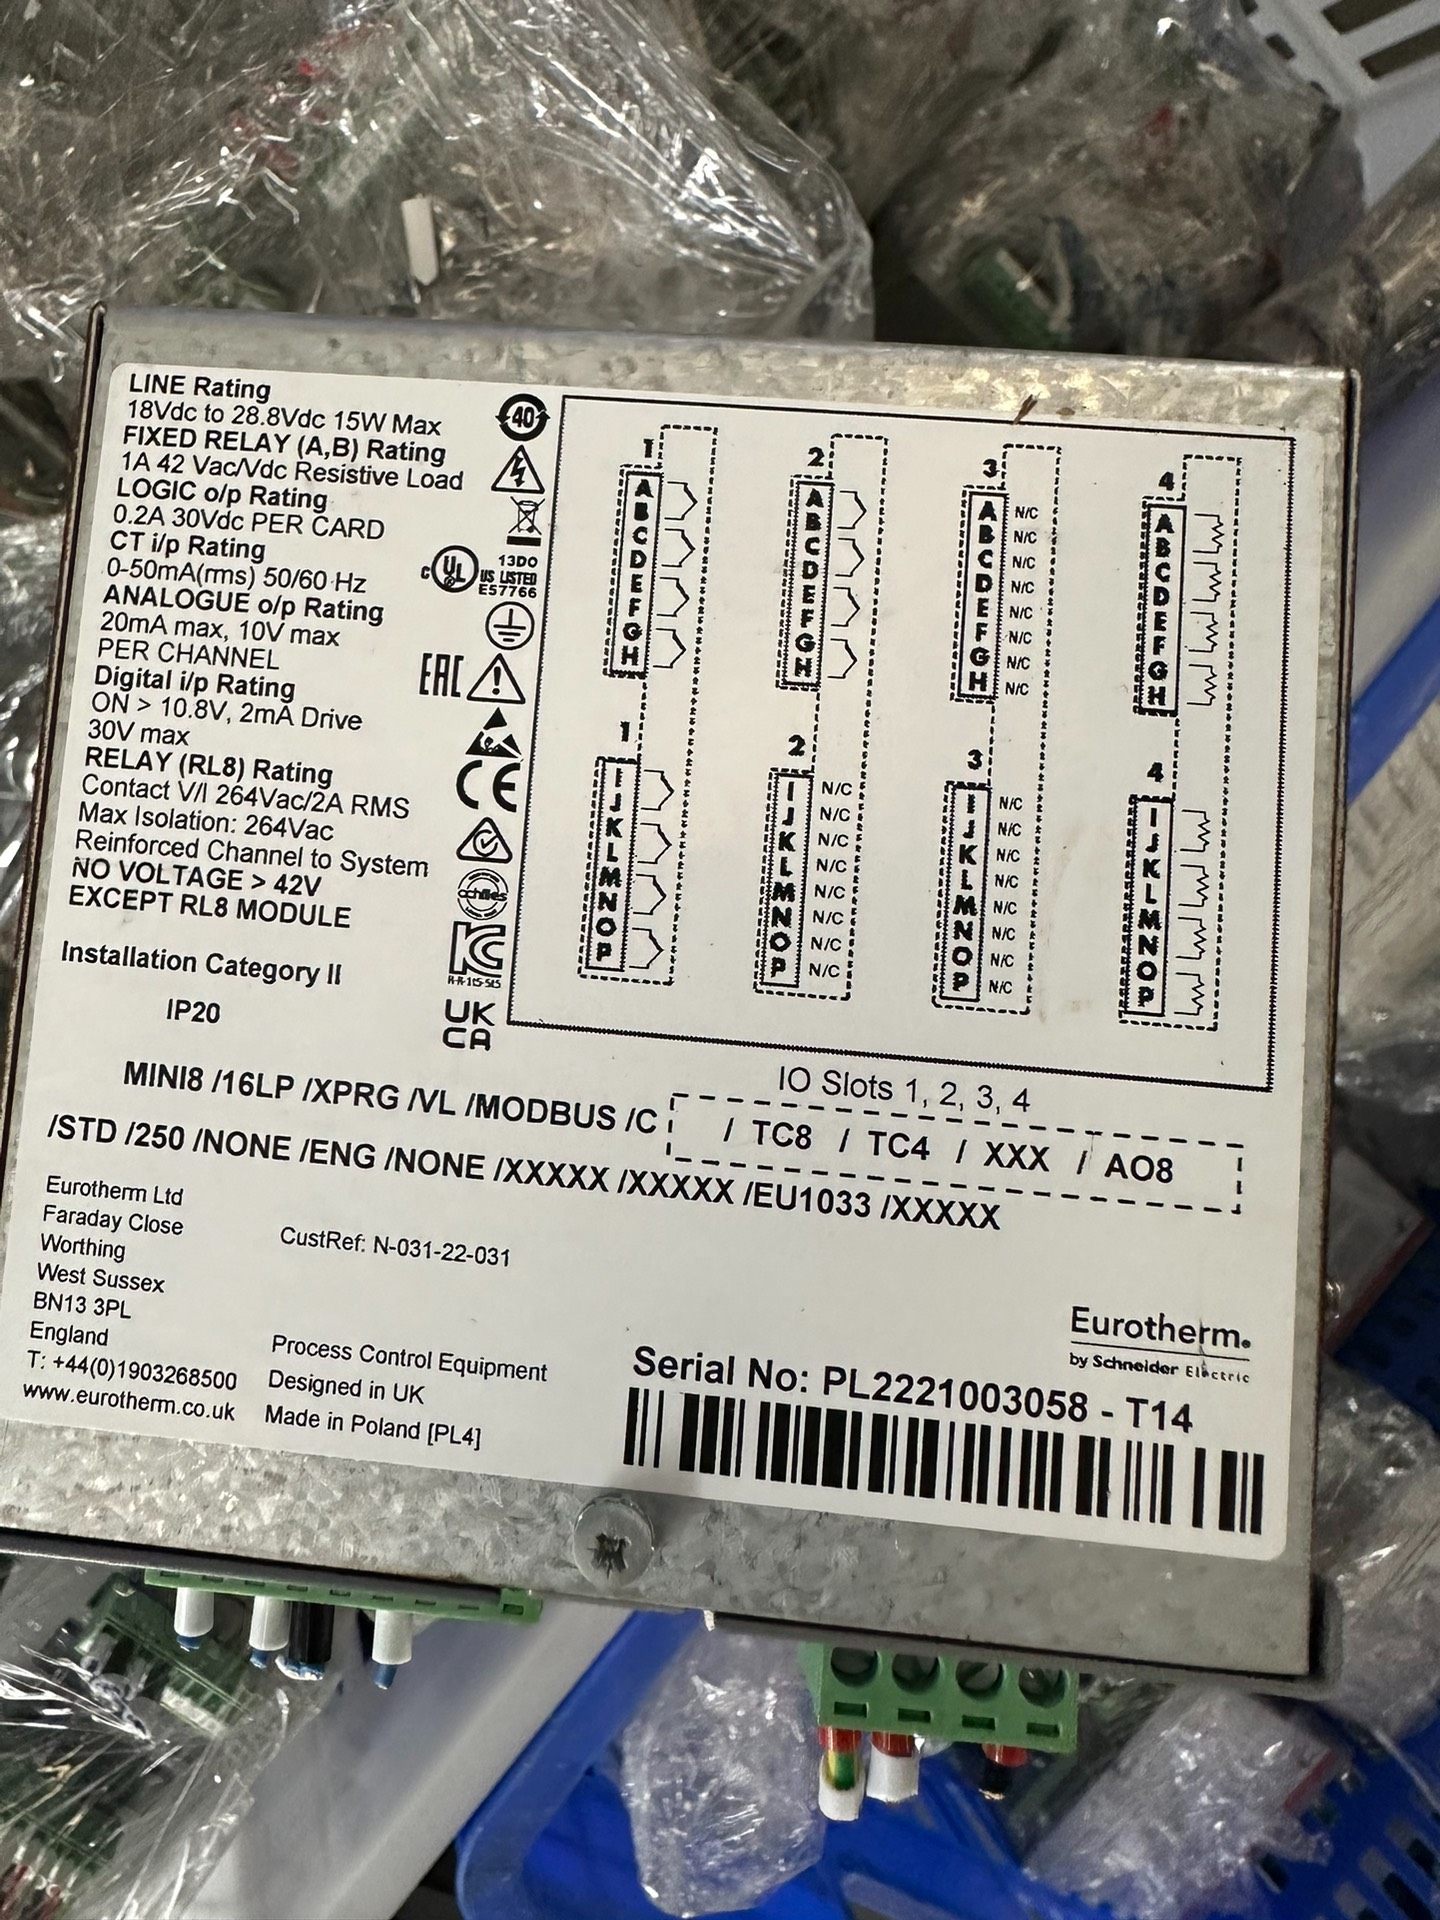 LINE Rating
18Vdc to 28.8Vdc 15W Max
FIXED RELAY (A,B) Rating
1A 42 Vac/Vdc Resistive Load
LOGIC o/p Rating
0.2A 30Vdc PER CARD
CT i/p Rating
0-50mA(rms) 50/60 Hz
ANALOGUE o/p Rating
20mA max, 10V max
PER CHANNEL
Digital i/p Rating
ON > 10.8V, 2mA Drive
30V max
RELAY (RL8) Rating
Contact V/I 264Vac/2A RMS
Max Isolation: 264Vac
Reinforced Channel to System
NO VOLTAGE > 42V
EXCEPT RL8 MODULE
Installation Category II
IP20
40
C UL US LISTED
13DO
E57766
EAC
CE
achilles
KC
UK
CA
1
A
B
C
D
E
F
G
H
1
I
J
K
L
M
N
O
P
2
A
B
C
D
E
F
G
H
2
I N/C
J N/C
K N/C
L N/C
M N/C
N N/C
O N/C
P N/C
3
A N/C
B N/C
C N/C
D N/C
E N/C
F N/C
G N/C
H N/C
3
I N/C
J N/C
K N/C
L N/C
M N/C
N N/C
O N/C
P N/C
4
A
B
C
D
E
F
G
H
4
I
J
K
L
M
N
O
P
IO Slots 1, 2, 3, 4
MINI8 /16LP /XPRG /VL /MODBUS /C / TC8 / TC4 / XXX / AO8
/STD /250 /NONE /ENG /NONE /XXXXX /XXXXX /EU1033 /XXXXX
Eurotherm Ltd
Faraday Close
Worthing
West Sussex
BN13 3PL
England
T: +44(0)1903268500
www.eurotherm.co.uk
CustRef: N-031-22-031
Process Control Equipment
Designed in UK
Made in Poland [PL4]
Eurotherm.
by Schneider Electric
Serial No: PL2221003058 - T14